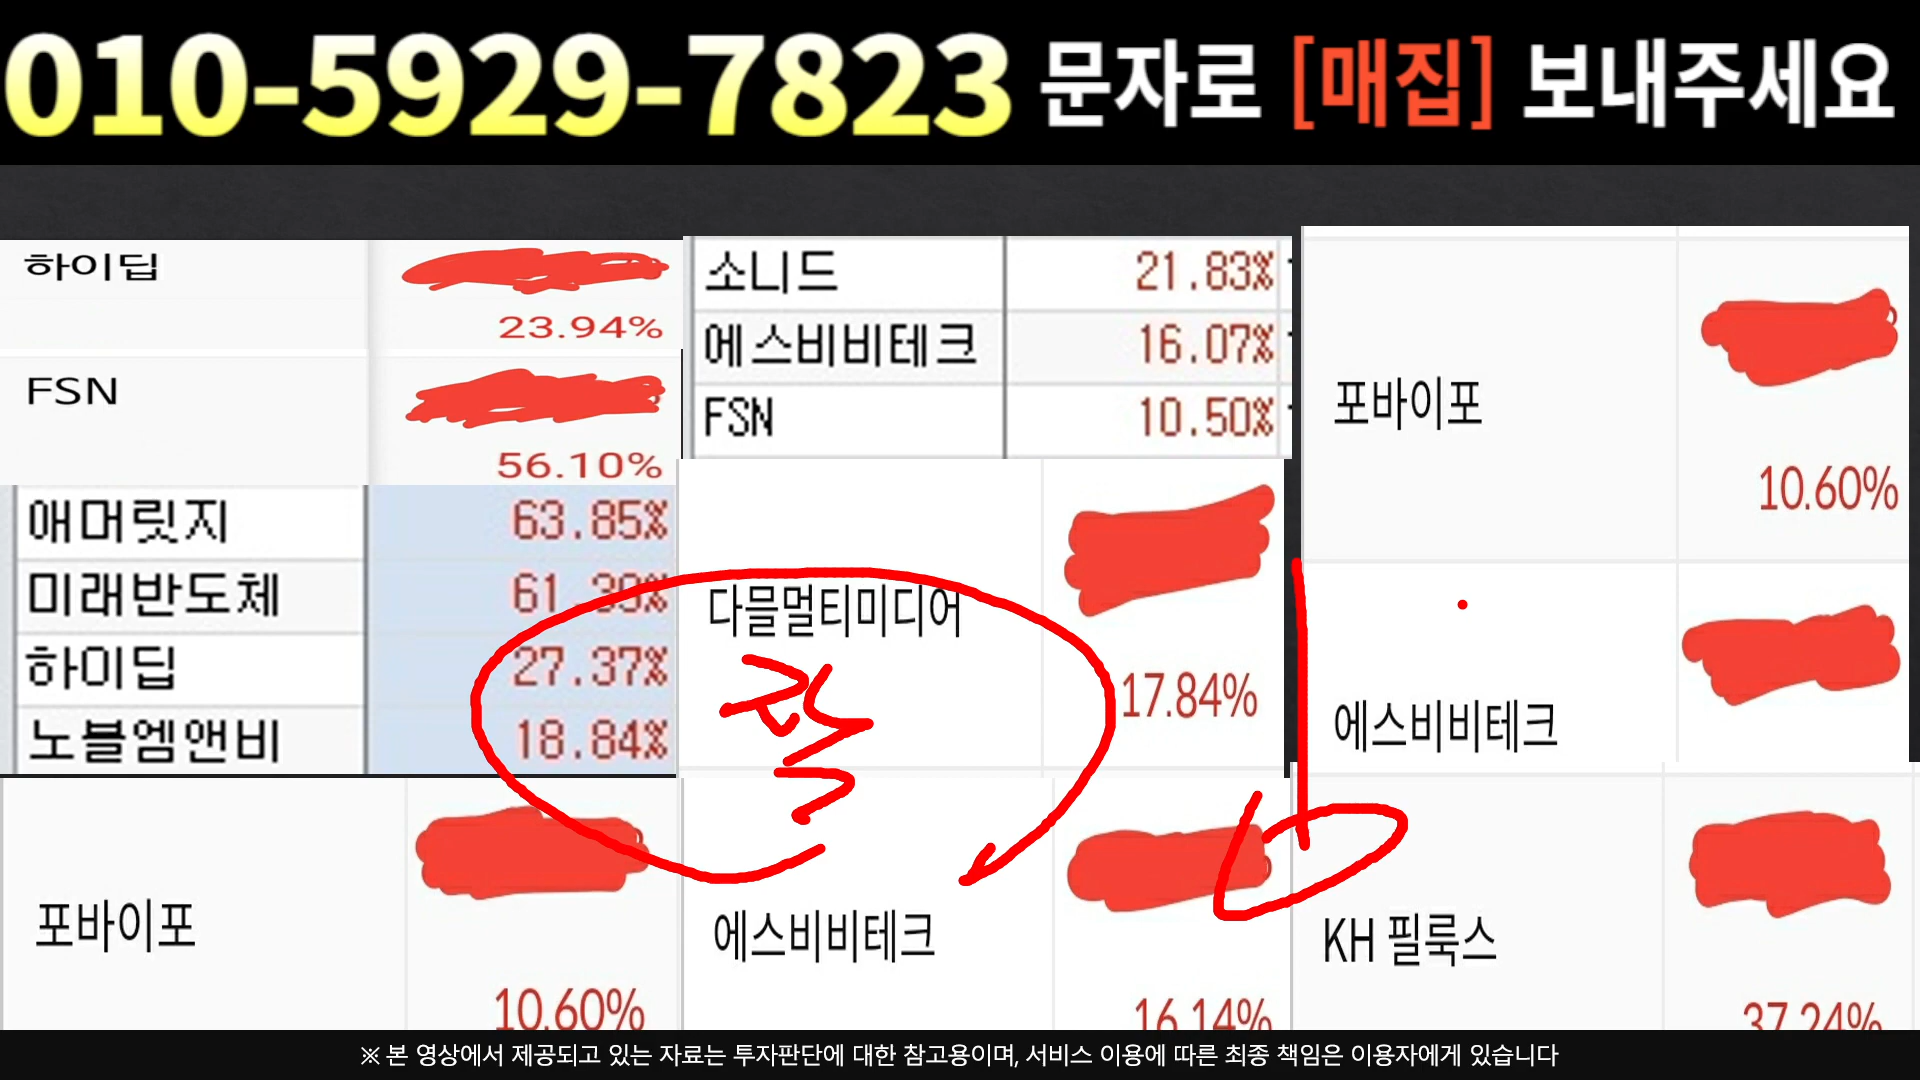 010-5929-7823 문자로 [매집] 보내주세요
하이딥
23.94%
FSN
56.10%
애머릿지 63.85%
미래반도체 61.39%
하이딥 27.37%
노블엠앤비 18.84%
소니드 21.83%
에스비비테크 16.07%
FSN 10.50%
다믈멀티미디어
17.84%
포바이포
10.60%
에스비비테크
포바이포
10.60%
에스비비테크
16.14%
KH 필룩스
37.24%
※ 본 영상에서 제공되고 있는 자료는 투자판단에 대한 참고용이며, 서비스 이용에 따른 최종 책임은 이용자에게 있습니다